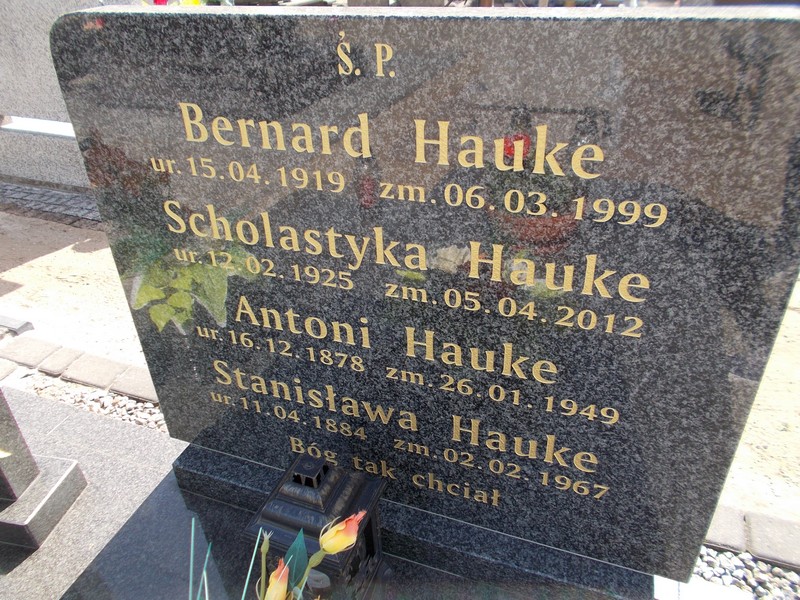 Ś. P.
Bernard Hauke
ur. 15.04.1919 zm. 06.03.1999
Scholastyka Hauke
ur. 12.02.1925 zm. 05.04.2012
Antoni Hauke
ur. 16.12.1878 zm. 26.01.1949
Stanisława Hauke
ur. 11.04.1884 zm. 02.02.1967
Bóg tak chciał